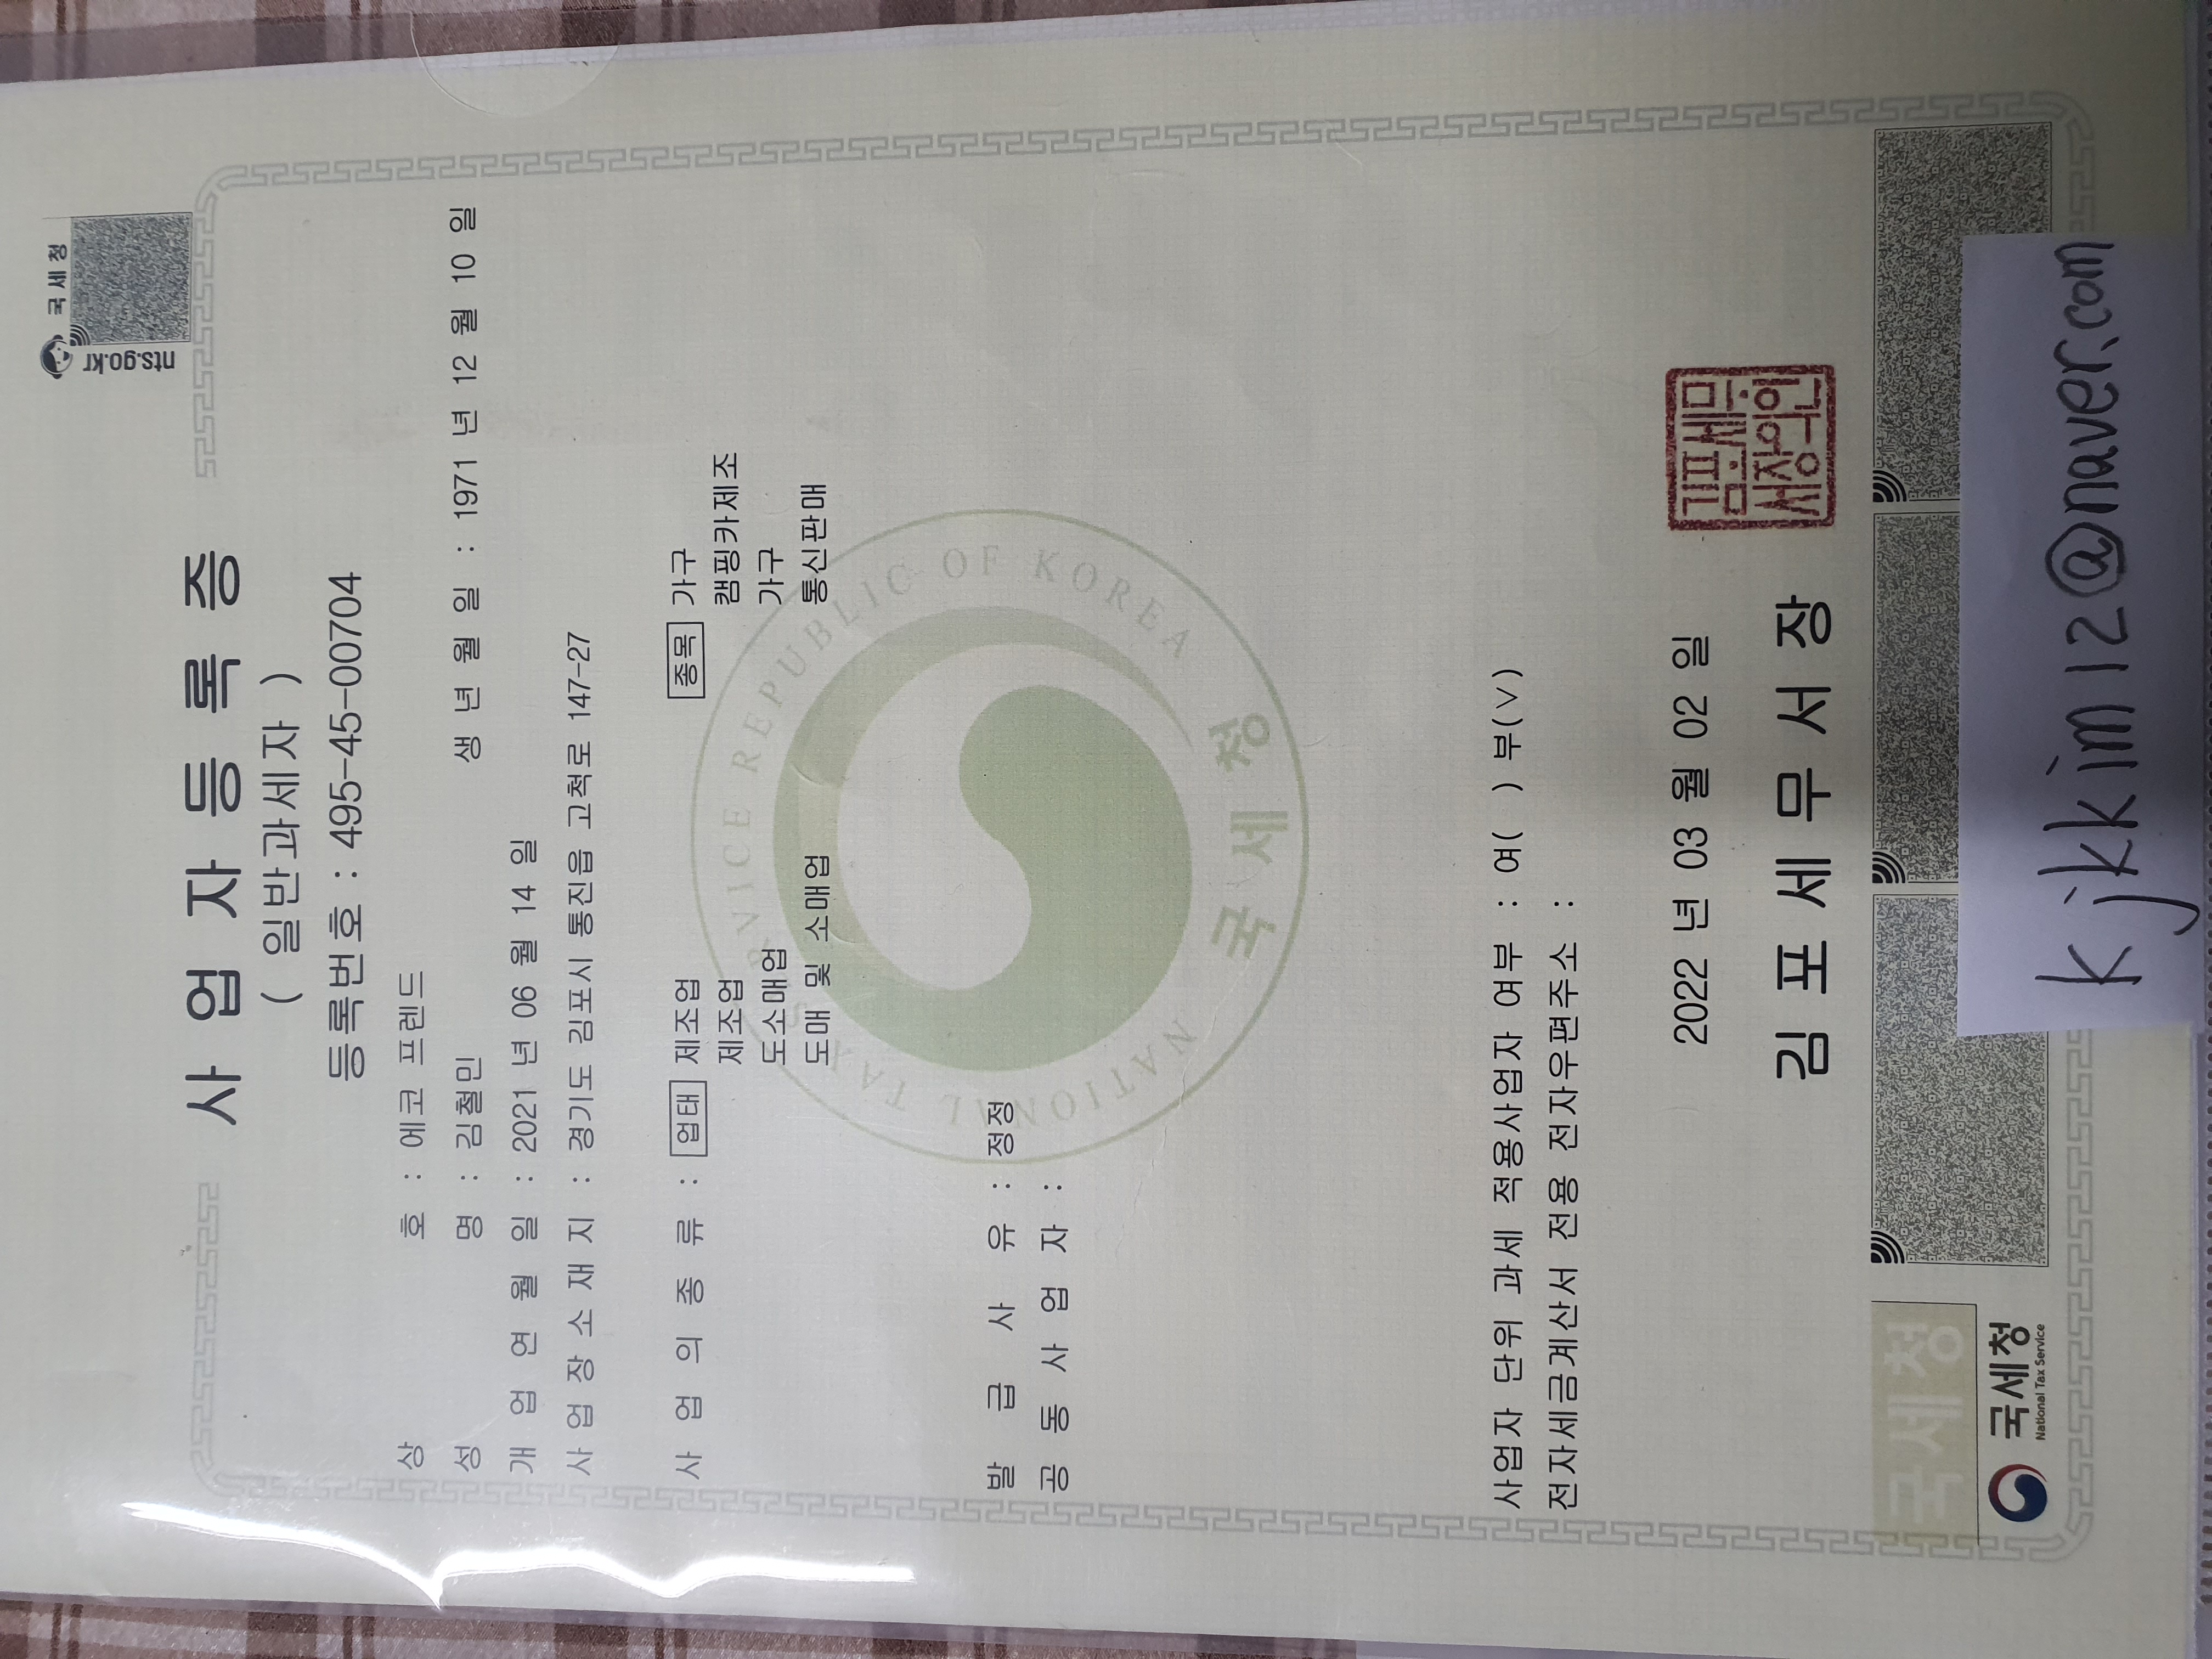 국세청
nts.go.kr
사업자등록증
( 일반과세자 )
등록번호 : 495-45-00704
상 호 : 에코 프렌드
성 명 : 김철민 생 년 월 일 : 1971 년 12 월 10 일
개 업 연 월 일 : 2021 년 06 월 14 일
사 업 장 소 재 지 : 경기도 김포시 통진읍 고척로 147-27
사 업 의 종 류 : 업태 제조업 종목 가구
제조업 캠핑카제조
도소매업 가구
도매 및 소매업 통신판매
NATIONAL TAX SERVICE REPUBLIC OF KOREA
국세청
발 급 사 유 : 정정
공 동 사 업 자 :
사업자 단위 과세 적용사업자 여부 : 여( ) 부(∨)
전자세금계산서 전용 전자우편주소 :
2022 년 03 월 02 일
김 포 세 무 서 장
김포세무서장의인
국세청
국세청
National Tax Service
kjkkim12@naver.com